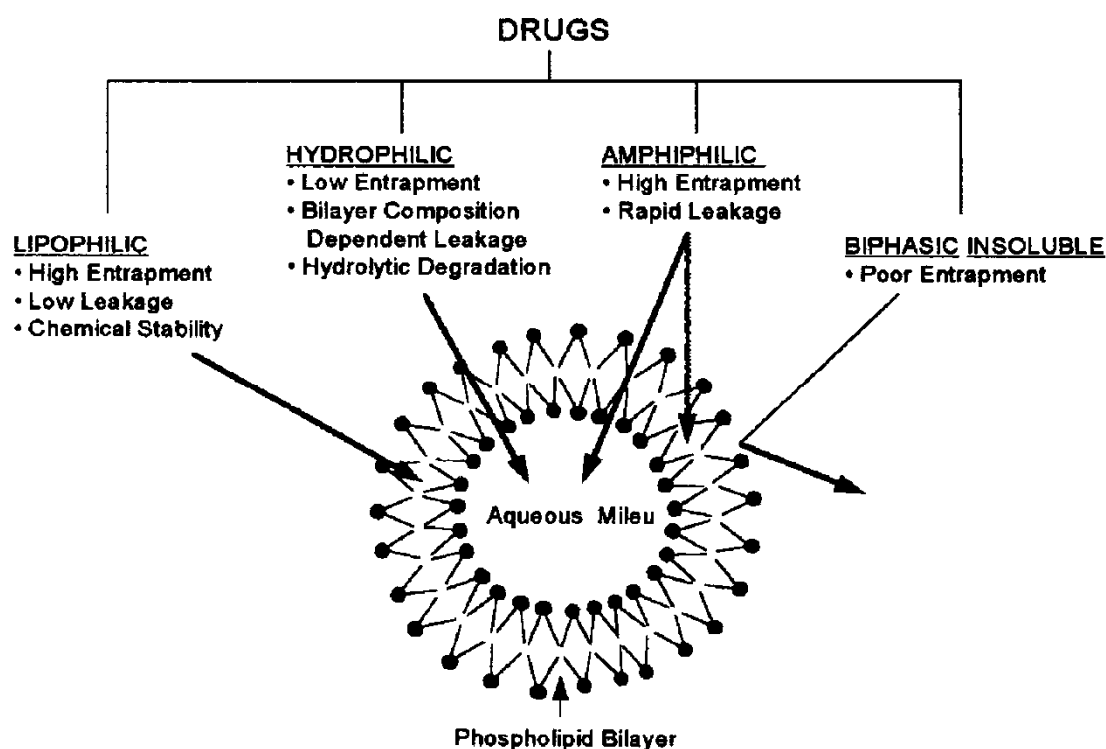 DRUGS
HYDROPHILIC
• Low Entrapment
• Bilayer Composition
Dependent Leakage
• Hydrolytic Degradation
AMPHIPHILIC
• High Entrapment
• Rapid Leakage
LIPOPHILIC
• High Entrapment
• Low Leakage
• Chemical Stability
BIPHASIC INSOLUBLE
• Poor Entrapment
Aqueous Mileu
Phospholipid Bilayer